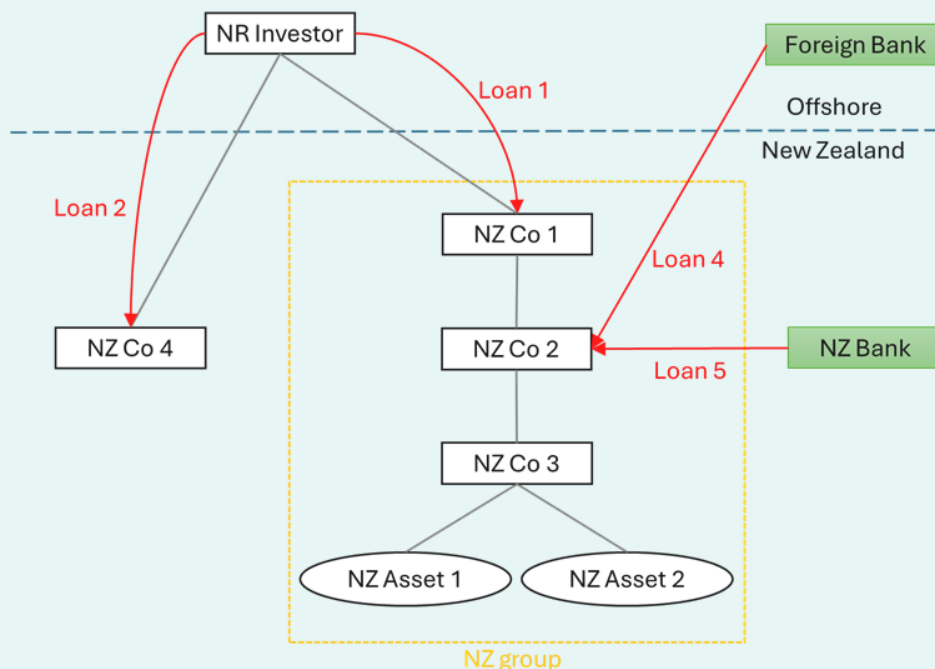 NR Investor
Foreign Bank
Loan 1
Offshore
New Zealand
Loan 2
NZ Co 1
Loan 4
NZ Co 4
NZ Co 2
NZ Bank
Loan 5
NZ Co 3
NZ Asset 1
NZ Asset 2
NZ group